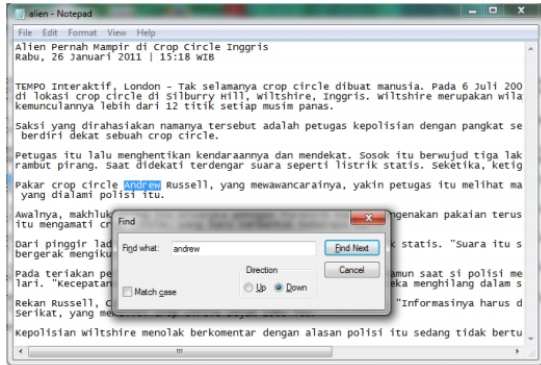 alien - Notepad
File Edit Format View Help
Alien Pernah Mampir di Crop Circle Inggris
Rabu, 26 Januari 2011 | 15:18 WIB
TEMPO Interaktif, London - Tak selamanya crop circle dibuat manusia. Pada 6 Juli 200
di lokasi crop circle di Silburry Hill, Wiltshire, Inggris. Wiltshire merupakan wila
kemunculannya lebih dari 12 titik setiap musim panas.
Saksi yang dirahasiakan namanya tersebut adalah petugas kepolisian dengan pangkat se
berdiri dekat sebuah crop circle.
Petugas itu lalu menghentikan kendaraannya dan mendekat. Sosok itu berwujud tiga lak
rambut pirang. Saat didekati terdengar suara seperti listrik statis. Seketika, ketig
Pakar crop circle Andrew Russell, yang mewawancarainya, yakin petugas itu melihat ma
yang dialami polisi itu.
Awalnya, makhluk genakan pakaian terus
itu mengamati cr
Find
Find what: andrew
Find Next
Cancel
Direction
Up Down
Match case
Dari pinggir lad k statis. "Suara itu s
bergerak mengiku
Pada teriakan pe amun saat si polisi me
lari. "Kecepatan eka menghilang dalam s
Rekan Russell, C "Informasinya harus d
Serikat, yang
Kepolisian Wiltshire menolak berkomentar dengan alasan polisi itu sedang tidak bertu